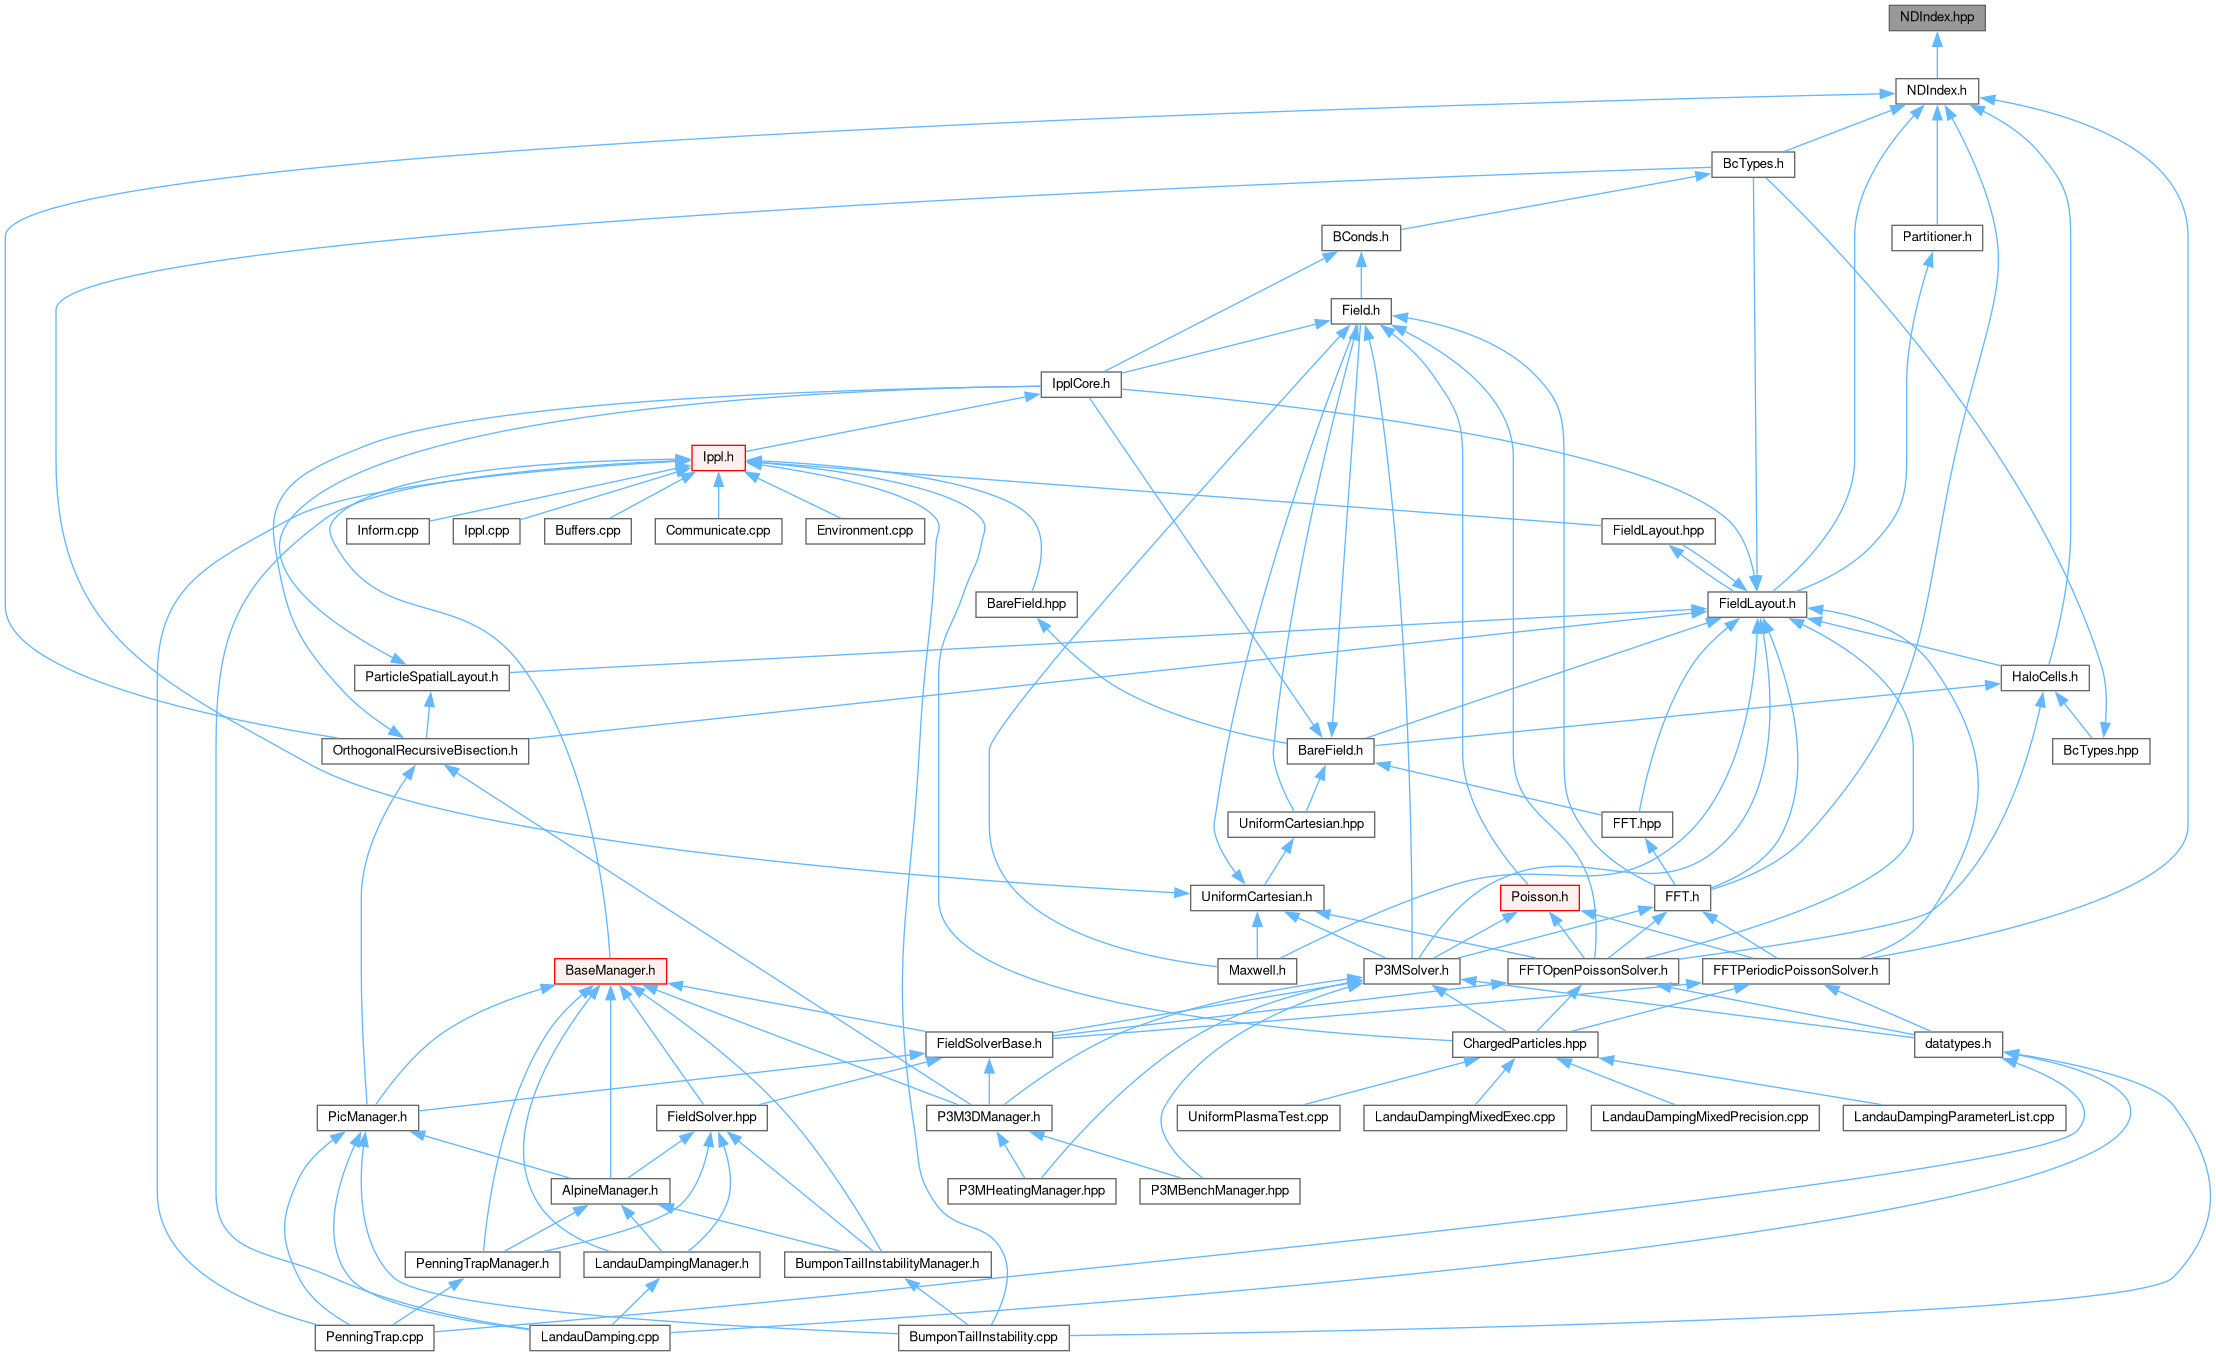 NDIndex.hpp
NDIndex.h
BcTypes.h
BConds.h
Partitioner.h
Field.h
IpplCore.h
Ippl.h
Inform.cpp
Ippl.cpp
Buffers.cpp
Communicate.cpp
Environment.cpp
FieldLayout.hpp
BareField.hpp
FieldLayout.h
ParticleSpatialLayout.h
HaloCells.h
OrthogonalRecursiveBisection.h
BareField.h
BcTypes.hpp
UniformCartesian.hpp
FFT.hpp
UniformCartesian.h
Poisson.h
FFT.h
BaseManager.h
Maxwell.h
P3MSolver.h
FFTOpenPoissonSolver.h
FFTPeriodicPoissonSolver.h
FieldSolverBase.h
ChargedParticles.hpp
datatypes.h
PicManager.h
FieldSolver.hpp
P3M3DManager.h
UniformPlasmaTest.cpp
LandauDampingMixedExec.cpp
LandauDampingMixedPrecision.cpp
LandauDampingParameterList.cpp
AlpineManager.h
P3MHeatingManager.hpp
P3MBenchManager.hpp
PenningTrapManager.h
LandauDampingManager.h
BumponTailInstabilityManager.h
PenningTrap.cpp
LandauDamping.cpp
BumponTailInstability.cpp